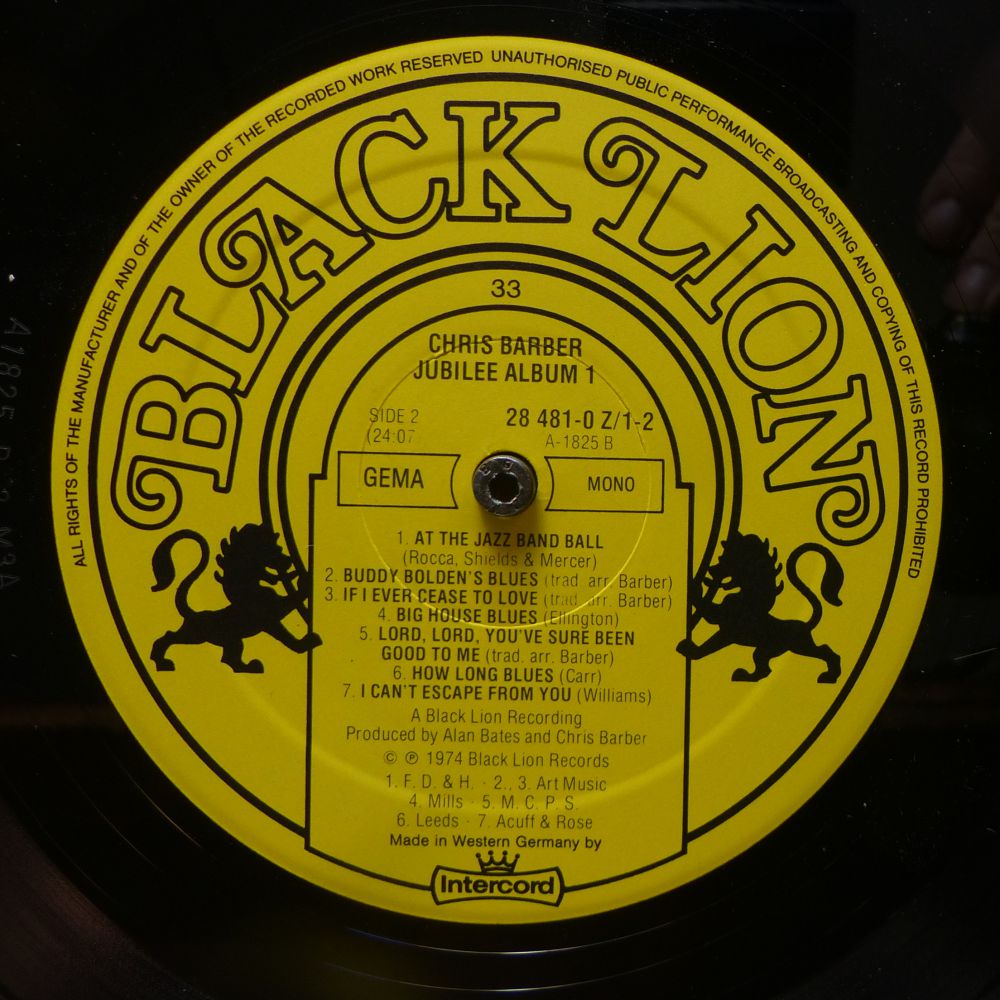 ALL RIGHTS OF THE MANUFACTURER AND OF THE OWNER OF THE RECORDED WORK RESERVED UNAUTHORISED PUBLIC PERFORMANCE BROADCASTING AND COPYING OF THIS RECORD PROHIBITED
BLACK LION
33
CHRIS BARBER
JUBILEE ALBUM 1
SIDE 2 28 481-0 Z/1-2
(24:07 A-1825 B
GEMA MONO
1. AT THE JAZZ BAND BALL
(Rocca, Shields & Mercer)
2. BUDDY BOLDEN'S BLUES (trad. arr. Barber)
3. IF I EVER CEASE TO LOVE (trad. arr. Barber)
4. BIG HOUSE BLUES (Ellington)
5. LORD, LORD, YOU'VE SURE BEEN
GOOD TO ME (trad. arr. Barber)
6. HOW LONG BLUES (Carr)
7. I CAN'T ESCAPE FROM YOU (Williams)
A Black Lion Recording
Produced by Alan Bates and Chris Barber
© ℗ 1974 Black Lion Records
1. F. D. & H. · 2., 3. Art Music
4. Mills · 5. M. C. P. S.
6. Leeds · 7. Acuff & Rose
Made in Western Germany by
Intercord